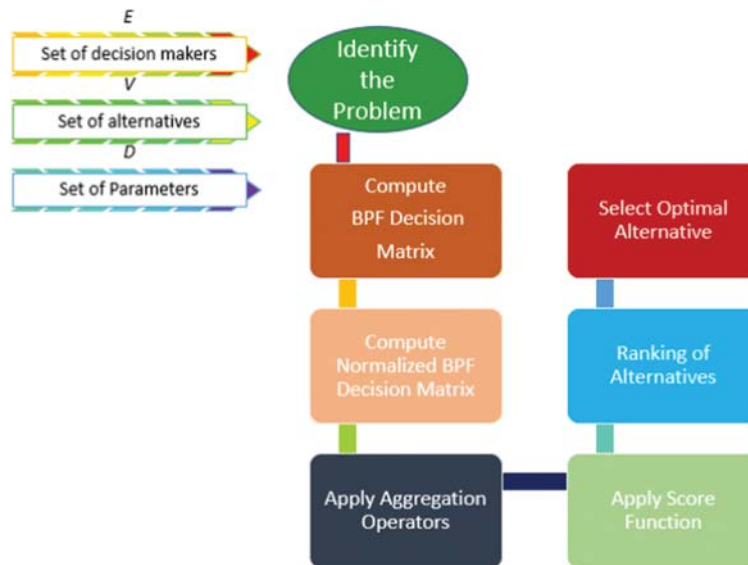 E
Set of decision makers
V
Set of alternatives
D
Set of Parameters
Identify
the
Problem
Compute
BPF Decision
Matrix
Compute
Normalized BPF
Decision Matrix
Apply Aggregation
Operators
Apply Score
Function
Ranking of
Alternatives
Select Optimal
Alternative